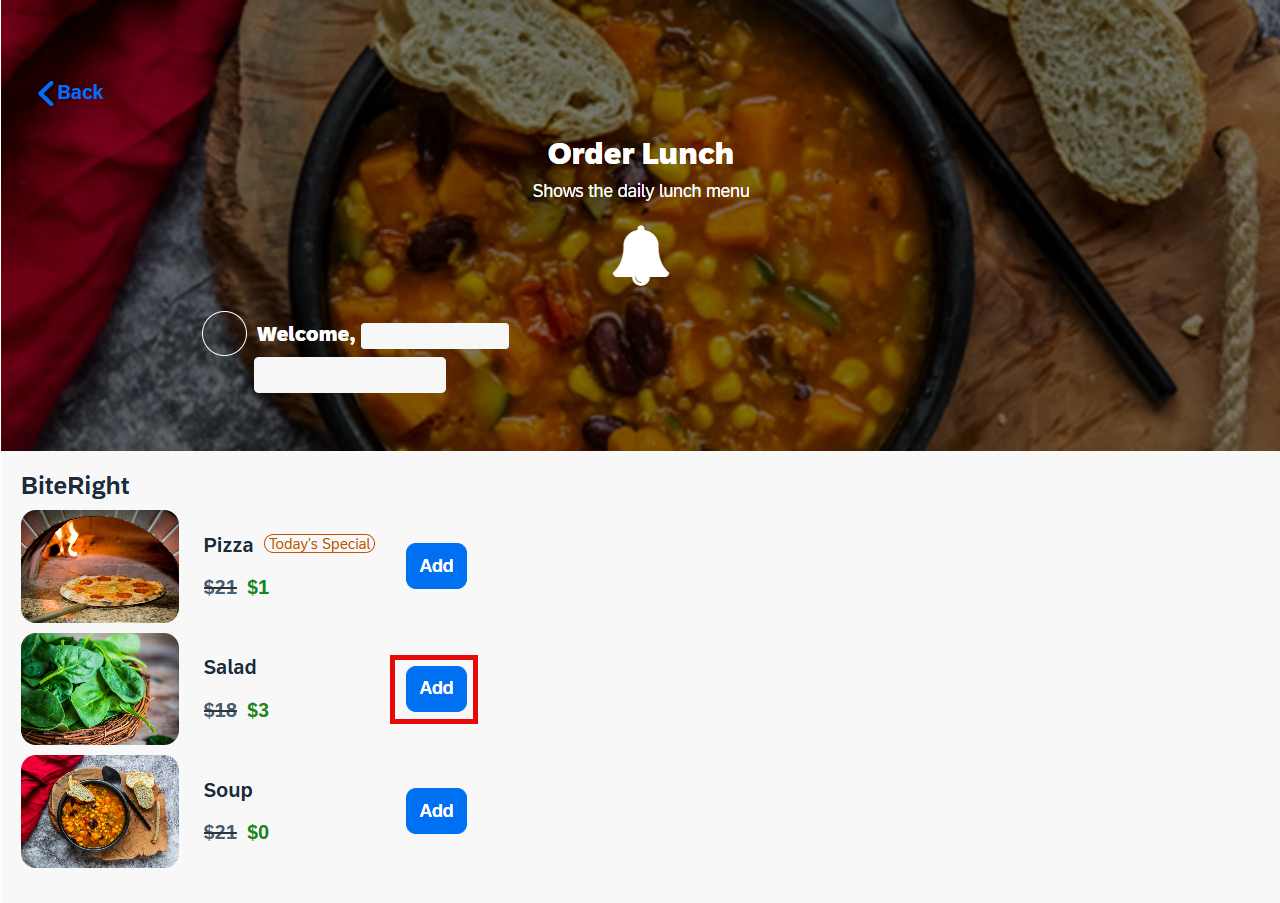 Back
Order Lunch
Shows the daily lunch menu
Welcome,
BiteRight
Pizza Today's Special
Add
$21 $1
Salad
Add
$18 $3
Soup
Add
$21 $0